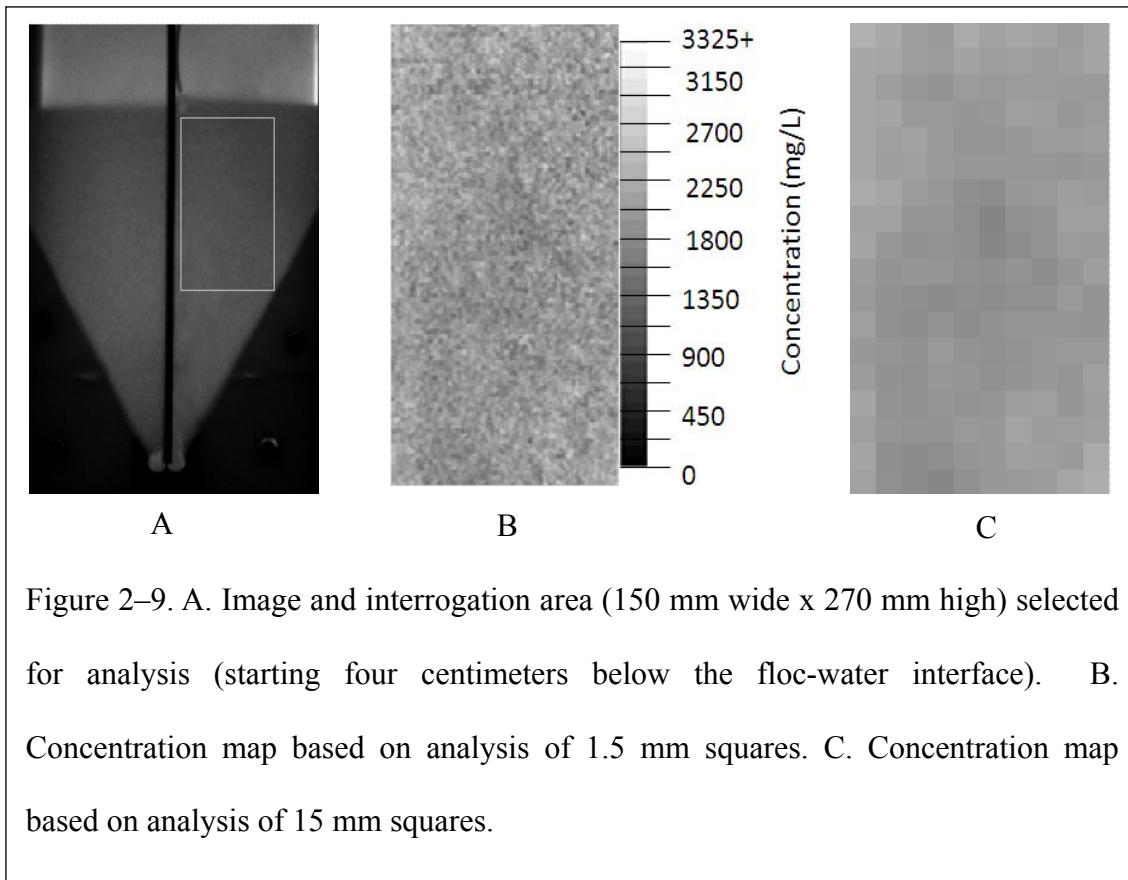 3325+
3150
2700
2250
1800
1350
900
450
0
Concentration (mg/L)
A
B
C
Figure 2–9. A. Image and interrogation area (150 mm wide x 270 mm high) selected
for analysis (starting four centimeters below the floc-water interface). B.
Concentration map based on analysis of 1.5 mm squares. C. Concentration map
based on analysis of 15 mm squares.